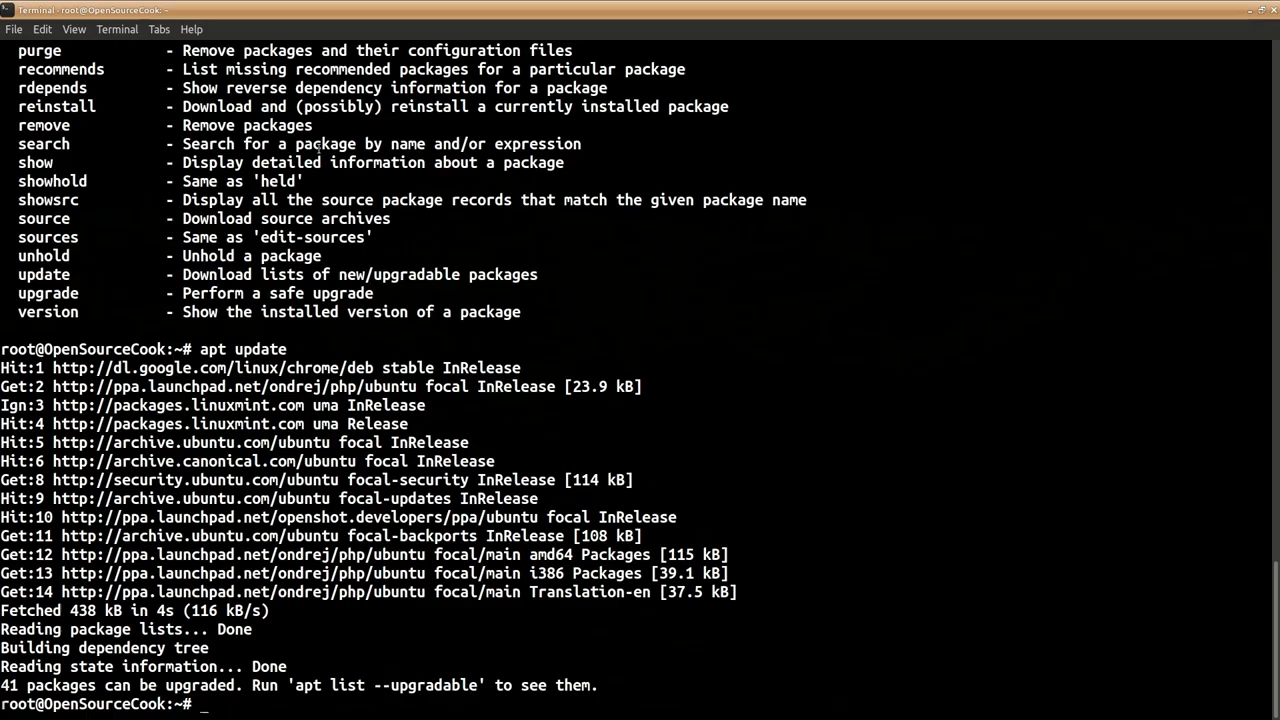 Terminal - root@OpenSourceCook: ~
File Edit View Terminal Tabs Help
purge - Remove packages and their configuration files
recommends - List missing recommended packages for a particular package
rdepends - Show reverse dependency information for a package
reinstall - Download and (possibly) reinstall a currently installed package
remove - Remove packages
search - Search for a package by name and/or expression
show - Display detailed information about a package
showhold - Same as 'held'
showsrc - Display all the source package records that match the given package name
source - Download source archives
sources - Same as 'edit-sources'
unhold - Unhold a package
update - Download lists of new/upgradable packages
upgrade - Perform a safe upgrade
version - Show the installed version of a package
root@OpenSourceCook:~# apt update
Hit:1 http://dl.google.com/linux/chrome/deb stable InRelease
Get:2 http://ppa.launchpad.net/ondrej/php/ubuntu focal InRelease [23.9 kB]
Ign:3 http://packages.linuxmint.com uma InRelease
Hit:4 http://packages.linuxmint.com uma Release
Hit:5 http://archive.ubuntu.com/ubuntu focal InRelease
Hit:6 http://archive.canonical.com/ubuntu focal InRelease
Get:8 http://security.ubuntu.com/ubuntu focal-security InRelease [114 kB]
Hit:9 http://archive.ubuntu.com/ubuntu focal-updates InRelease
Hit:10 http://ppa.launchpad.net/openshot.developers/ppa/ubuntu focal InRelease
Get:11 http://archive.ubuntu.com/ubuntu focal-backports InRelease [108 kB]
Get:12 http://ppa.launchpad.net/ondrej/php/ubuntu focal/main amd64 Packages [115 kB]
Get:13 http://ppa.launchpad.net/ondrej/php/ubuntu focal/main i386 Packages [39.1 kB]
Get:14 http://ppa.launchpad.net/ondrej/php/ubuntu focal/main Translation-en [37.5 kB]
Fetched 438 kB in 4s (116 kB/s)
Reading package lists... Done
Building dependency tree
Reading state information... Done
41 packages can be upgraded. Run 'apt list --upgradable' to see them.
root@OpenSourceCook:~# _